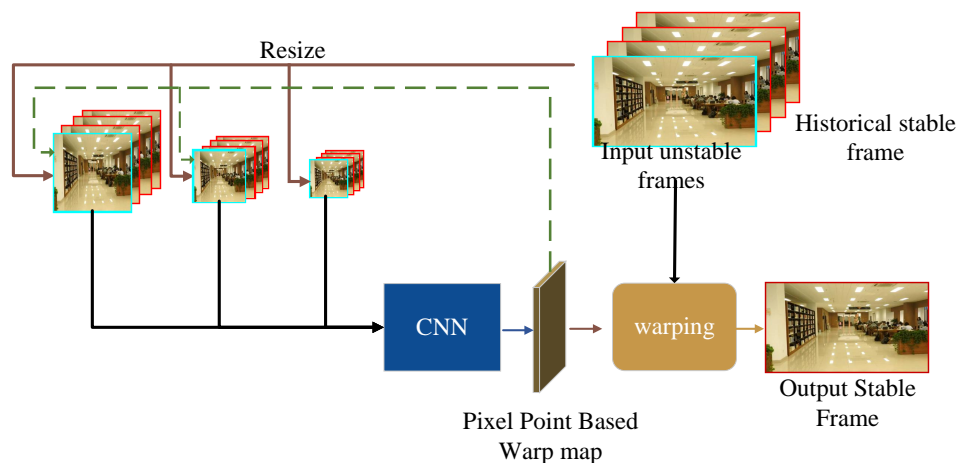 Resize
Historical stable
frame
Input unstable
frames
CNN
warping
Pixel Point Based
Warp map
Output Stable
Frame